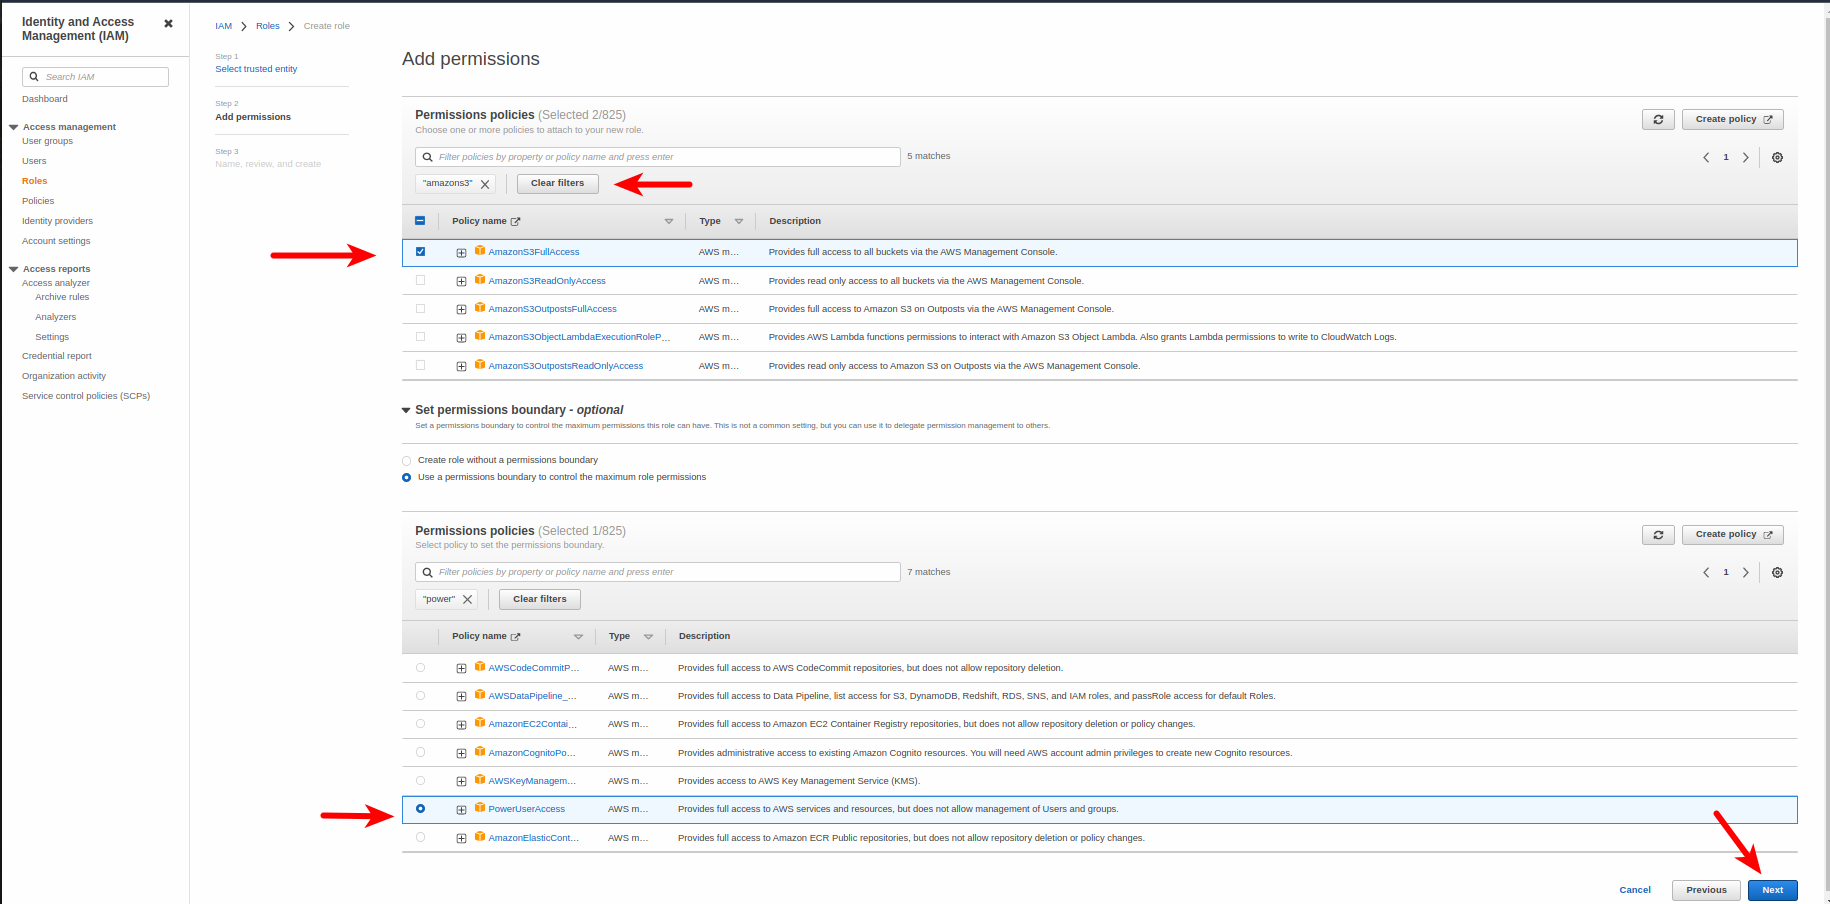 Identity and Access
Management (IAM)
Search IAM
Dashboard
Access management
User groups
Users
Roles
Policies
Identity providers
Account settings
Access reports
Access analyzer
Archive rules
Analyzers
Settings
Credential report
Organization activity
Service control policies (SCPs)
IAM Roles Create role
Step 1
Select trusted entity
Step 2
Add permissions
Step 3
Name, review, and create
Add permissions
Permissions policies (Selected 2/825)
Choose one or more policies to attach to your new role.
Create policy
Filter policies by property or policy name and press enter
5 matches
1
"amazons3"
Clear filters
Policy name Type Description
AmazonS3FullAccess AWS m... Provides full access to all buckets via the AWS Management Console.
AmazonS3ReadOnlyAccess AWS m... Provides read only access to all buckets via the AWS Management Console.
AmazonS3OutpostsFullAccess AWS m... Provides full access to Amazon S3 on Outposts via the AWS Management Console.
AmazonS3ObjectLambdaExecutionRoleP... AWS m... Provides AWS Lambda functions permissions to interact with Amazon S3 Object Lambda. Also grants Lambda permissions to write to CloudWatch Logs.
AmazonS3OutpostsReadOnlyAccess AWS m... Provides read only access to Amazon S3 on Outposts via the AWS Management Console.
Set permissions boundary - optional
Set a permissions boundary to control the maximum permissions this role can have. This is not a common setting, but you can use it to delegate permission management to others.
Create role without a permissions boundary
Use a permissions boundary to control the maximum role permissions
Permissions policies (Selected 1/825)
Select policy to set the permissions boundary.
Create policy
Filter policies by property or policy name and press enter
7 matches
1
"power"
Clear filters
Policy name Type Description
AWSCodeCommitP... AWS m... Provides full access to AWS CodeCommit repositories, but does not allow repository deletion.
AWSDataPipeline_... AWS m... Provides full access to Data Pipeline, list access for S3, DynamoDB, Redshift, RDS, SNS, and IAM roles, and passRole access for default Roles.
AmazonEC2Contai... AWS m... Provides full access to Amazon EC2 Container Registry repositories, but does not allow repository deletion or policy changes.
AmazonCognitoPo... AWS m... Provides administrative access to existing Amazon Cognito resources. You will need AWS account admin privileges to create new Cognito resources.
AWSKeyManagem... AWS m... Provides access to AWS Key Management Service (KMS).
PowerUserAccess AWS m... Provides full access to AWS services and resources, but does not allow management of Users and groups.
AmazonElasticCont... AWS m... Provides full access to Amazon ECR Public repositories, but does not allow repository deletion or policy changes.
Cancel Previous Next